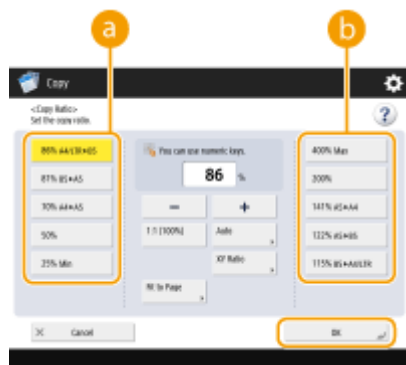 a
b
Copy
<Copy Ratio>
Set the copy ratio.
?
86% A4/LTR→B5
You can use numeric keys.
400% Max
81% B5→A5
86 %
200%
70% A4→A5
−
+
141% A5→A4
50%
1:1 (100%)
Auto
122% A5→B5
25% Min
XY Ratio
115% B5→A4/LTR
Fit to Page
× Cancel
OK